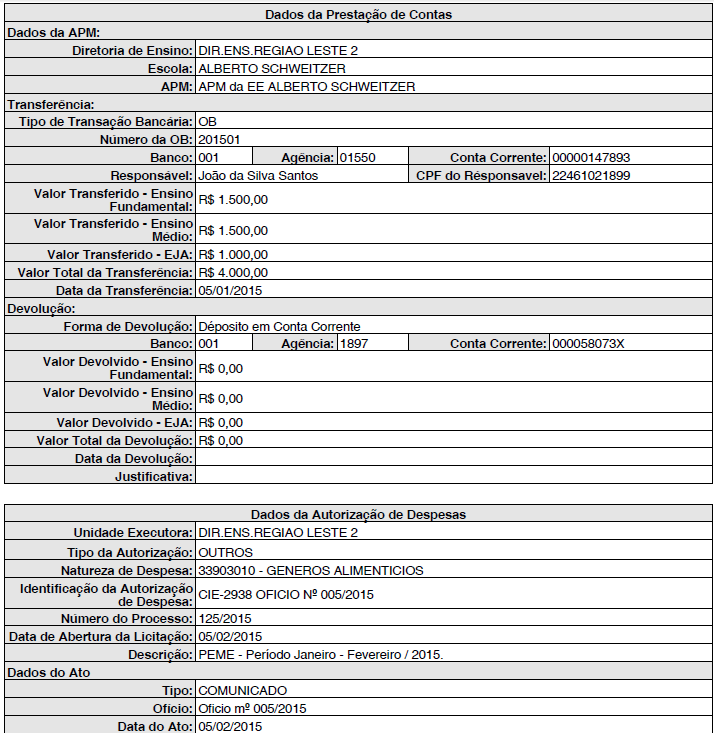 Dados da Prestação de Contas
Dados da APM:
Diretoria de Ensino: DIR.ENS.REGIAO LESTE 2
Escola: ALBERTO SCHWEITZER
APM: APM da EE ALBERTO SCHWEITZER
Transferência:
Tipo de Transação Bancária: OB
Número da OB: 201501
Banco: 001 Agência: 01550 Conta Corrente: 00000147893
Responsável: João da Silva Santos CPF do Résponsavel: 22461021899
Valor Transferido - Ensino
Fundamental: R$ 1.500,00
Valor Transferido - Ensino
Médio: R$ 1.500,00
Valor Transferido - EJA: R$ 1.000,00
Valor Total da Transferência: R$ 4.000,00
Data da Transferência: 05/01/2015
Devolução:
Forma de Devolução: Déposito em Conta Corrente
Banco: 001 Agência: 1897 Conta Corrente: 000058073X
Valor Devolvido - Ensino
Fundamental: R$ 0,00
Valor Devolvido - Ensino
Médio: R$ 0,00
Valor Devolvido - EJA: R$ 0,00
Valor Total da Devolução: R$ 0,00
Data da Devolução:
Justificativa:
Dados da Autorização de Despesas
Unidade Executora: DIR.ENS.REGIAO LESTE 2
Tipo da Autorização: OUTROS
Natureza de Despesa: 33903010 - GENEROS ALIMENTICIOS
Identificação da Autorização
de Despesa: CIE-2938 OFICIO Nº 005/2015
Número do Processo: 125/2015
Data de Abertura da Licitação: 05/02/2015
Descrição: PEME - Período Janeiro - Fevereiro / 2015.
Dados do Ato
Tipo: COMUNICADO
Ofício: Oficio mº 005/2015
Data do Ato: 05/02/2015